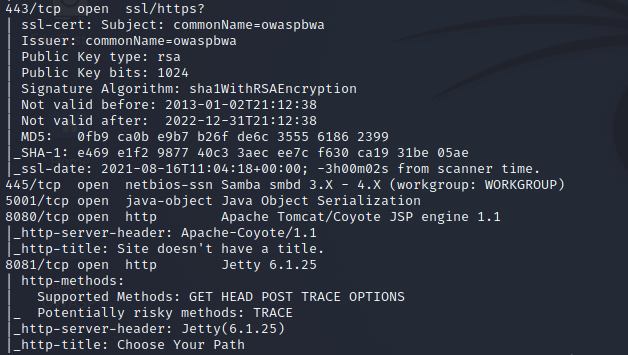 443/tcp open ssl/https?
| ssl-cert: Subject: commonName=owaspbwa
| Issuer: commonName=owaspbwa
| Public Key type: rsa
| Public Key bits: 1024
| Signature Algorithm: sha1WithRSAEncryption
| Not valid before: 2013-01-02T21:12:38
| Not valid after:  2022-12-31T21:12:38
| MD5:   0fb9 ca0b e9b7 b26f de6c 3555 6186 2399
|_SHA-1: e469 e1f2 9877 40c3 3aec ee7c f630 ca19 31be 05ae
|_ssl-date: 2021-08-16T11:04:18+00:00; -3h00m02s from scanner time.
445/tcp open netbios-ssn Samba smbd 3.X - 4.X (workgroup: WORKGROUP)
5001/tcp open java-object Java Object Serialization
8080/tcp open http Apache Tomcat/Coyote JSP engine 1.1
|_http-server-header: Apache-Coyote/1.1
|_http-title: Site doesn't have a title.
8081/tcp open http Jetty 6.1.25
| http-methods:
|   Supported Methods: GET HEAD POST TRACE OPTIONS
|_  Potentially risky methods: TRACE
|_http-server-header: Jetty(6.1.25)
|_http-title: Choose Your Path